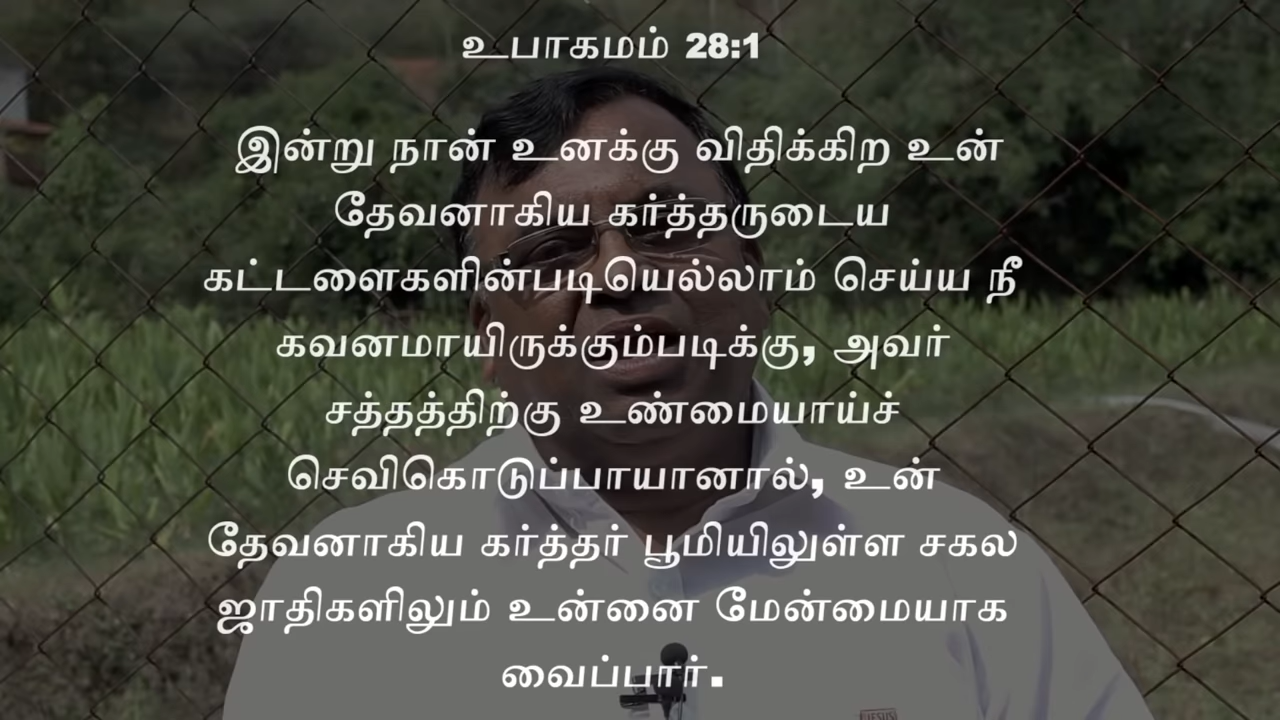 உபாகமம் 28:1
இன்று நான் உனக்கு விதிக்கிற உன்
தேவனாகிய கர்த்தருடைய
கட்டளைகளின்படியெல்லாம் செய்ய நீ
கவனமாயிருக்கும்படிக்கு, அவர்
சத்தத்திற்கு உண்மையாய்ச்
செவிகொடுப்பாயானால், உன்
தேவனாகிய கர்த்தர் பூமியிலுள்ள சகல
ஜாதிகளிலும் உன்னை மேன்மையாக
வைப்பார்.
JESUS